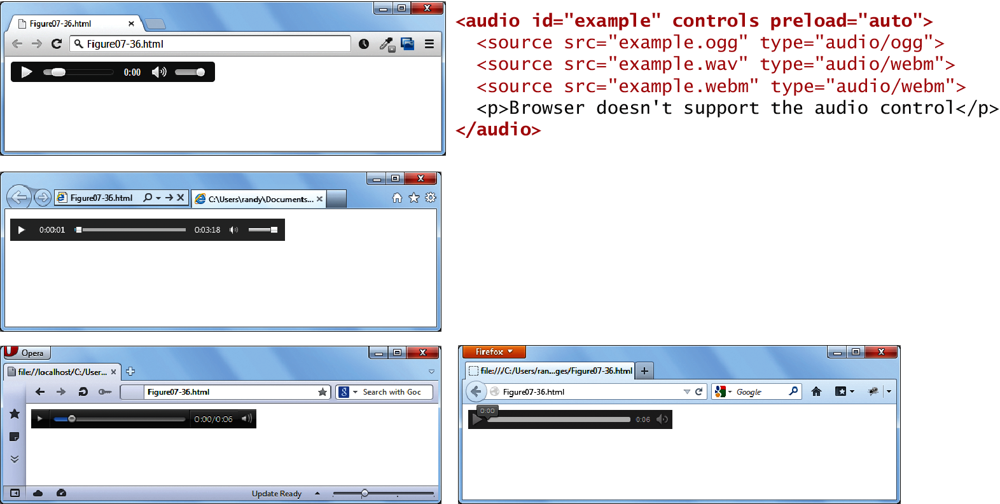 Figure07-36.html
Figure07-36.html
0:00
<audio id="example" controls preload="auto">
<source src="example.ogg" type="audio/ogg">
<source src="example.wav" type="audio/webm">
<source src="example.webm" type="audio/webm">
<p>Browser doesn't support the audio control</p>
</audio>
Figure07-36.html
C:\Users\randy\Documents...
0:00:01
0:03:18
Opera
file://localhost/C:/User...
Figure07-36.html
8 Search with Goc
0:00/0:06
Update Ready
Firefox
file:///C:/Users/ran...ges/Figure07-36.html
Figure07-36.html
Google
0:00
0:06